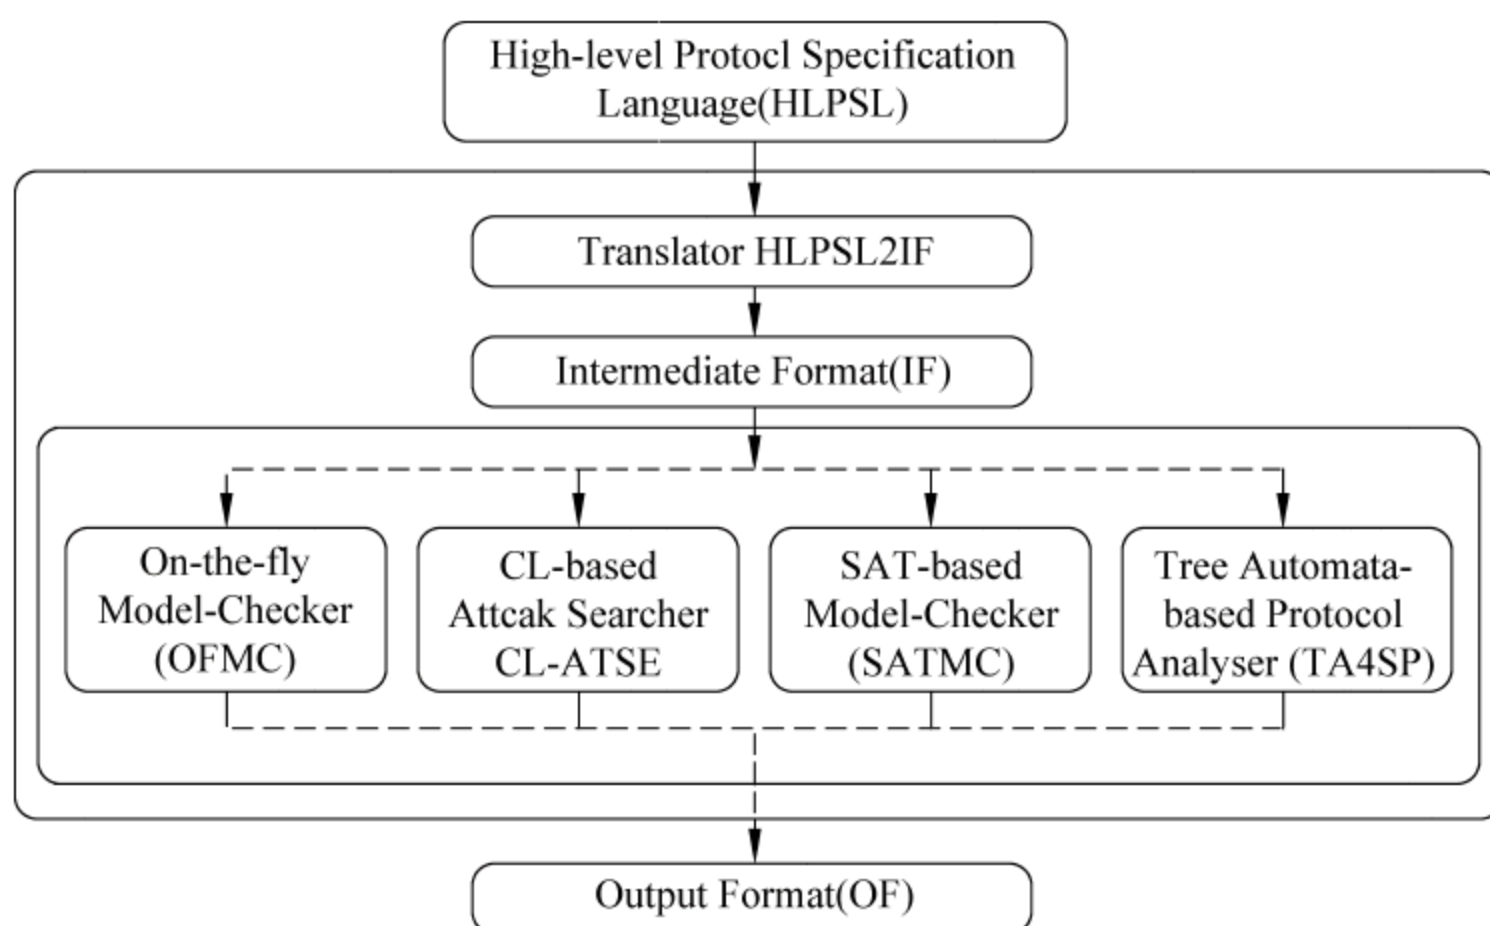 High-level Protocl Specification
Language(HLPSL)
Translator HLPSL2IF
Intermediate Format(IF)
On-the-fly
Model-Checker
(OFMC)
CL-based
Attcak Searcher
CL-ATSE
SAT-based
Model-Checker
(SATMC)
Tree Automata-
based Protocol
Analyser (TA4SP)
Output Format(OF)